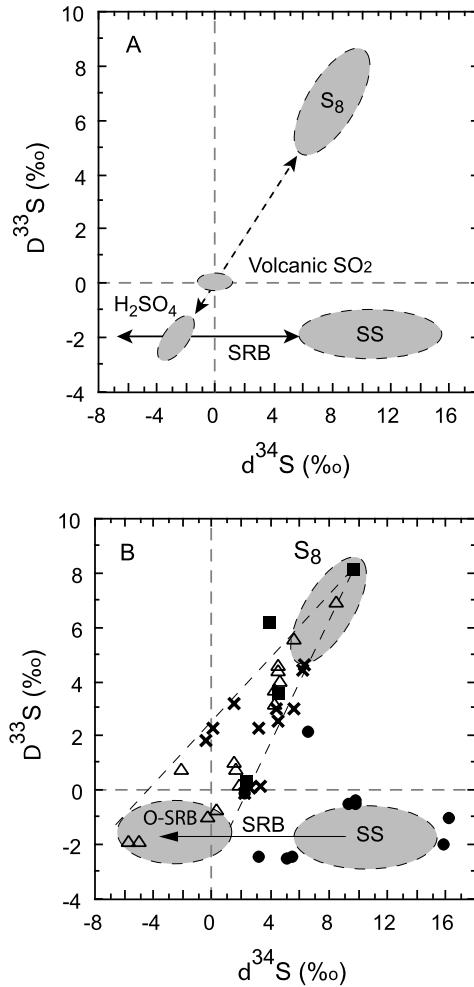 10
8
6
4
2
0
-2
-4
A
S8
Volcanic SO2
H2SO4
SRB
SS
D33S (‰)
-8 -4 0 4 8 12 16
d34S (‰)
10
8
6
4
2
0
-2
-4
B
S8
O-SRB
SRB
SS
D33S (‰)
-8 -4 0 4 8 12 16
d34S (‰)